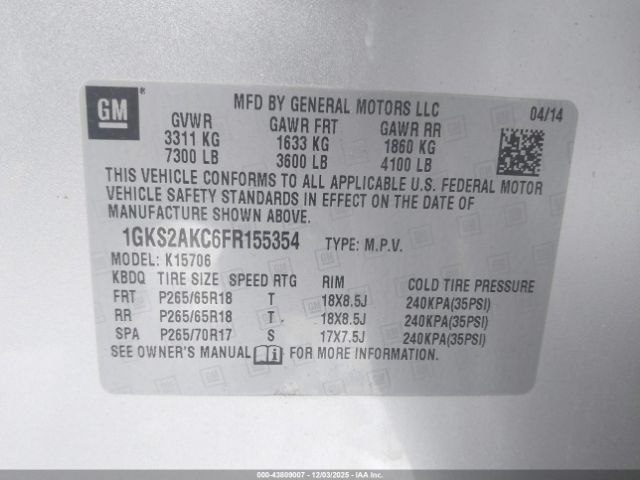 GM ®
MFD BY GENERAL MOTORS LLC
04/14
GVWR GAWR FRT GAWR RR
3311 KG 1633 KG 1860 KG
7300 LB 3600 LB 4100 LB
THIS VEHICLE CONFORMS TO ALL APPLICABLE U.S. FEDERAL MOTOR
VEHICLE SAFETY STANDARDS IN EFFECT ON THE DATE OF
MANUFACTURE SHOWN ABOVE.
1GKS2AKC6FR155354 TYPE: M.P.V.
MODEL: K15706
KBDQ TIRE SIZE SPEED RTG RIM COLD TIRE PRESSURE
FRT P265/65R18 T 18X8.5J 240KPA(35PSI)
RR P265/65R18 T 18X8.5J 240KPA(35PSI)
SPA P265/70R17 S 17X7.5J 240KPA(35PSI)
SEE OWNER'S MANUAL FOR MORE INFORMATION
000-43809007 - 12/03/2025 - IAAI.com